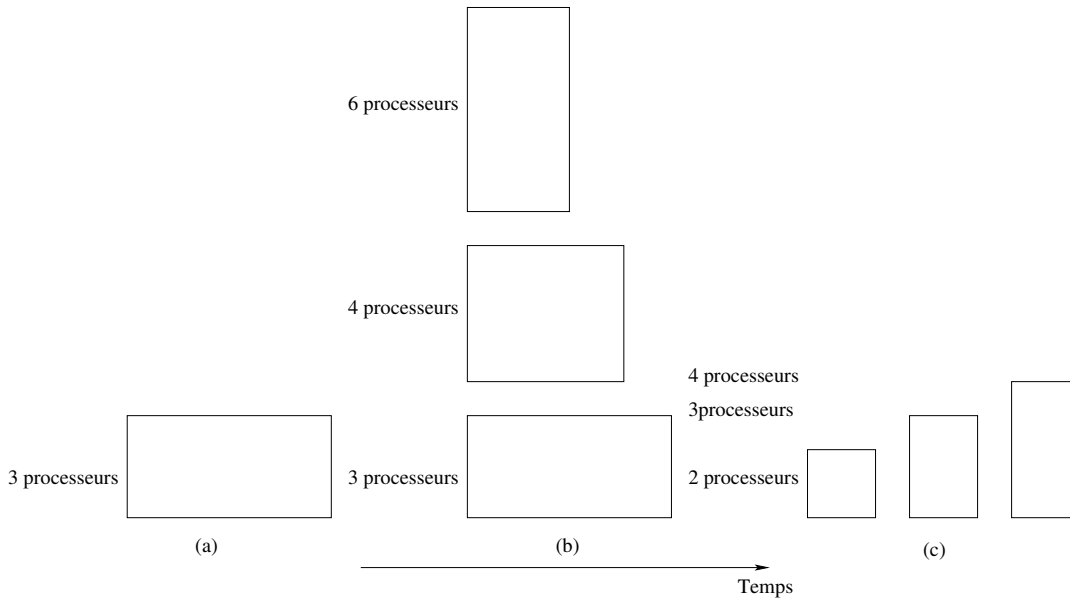 6 processeurs
4 processeurs
4 processeurs
3processeurs
3 processeurs
3 processeurs
2 processeurs
(a)
(b)
(c)
Temps